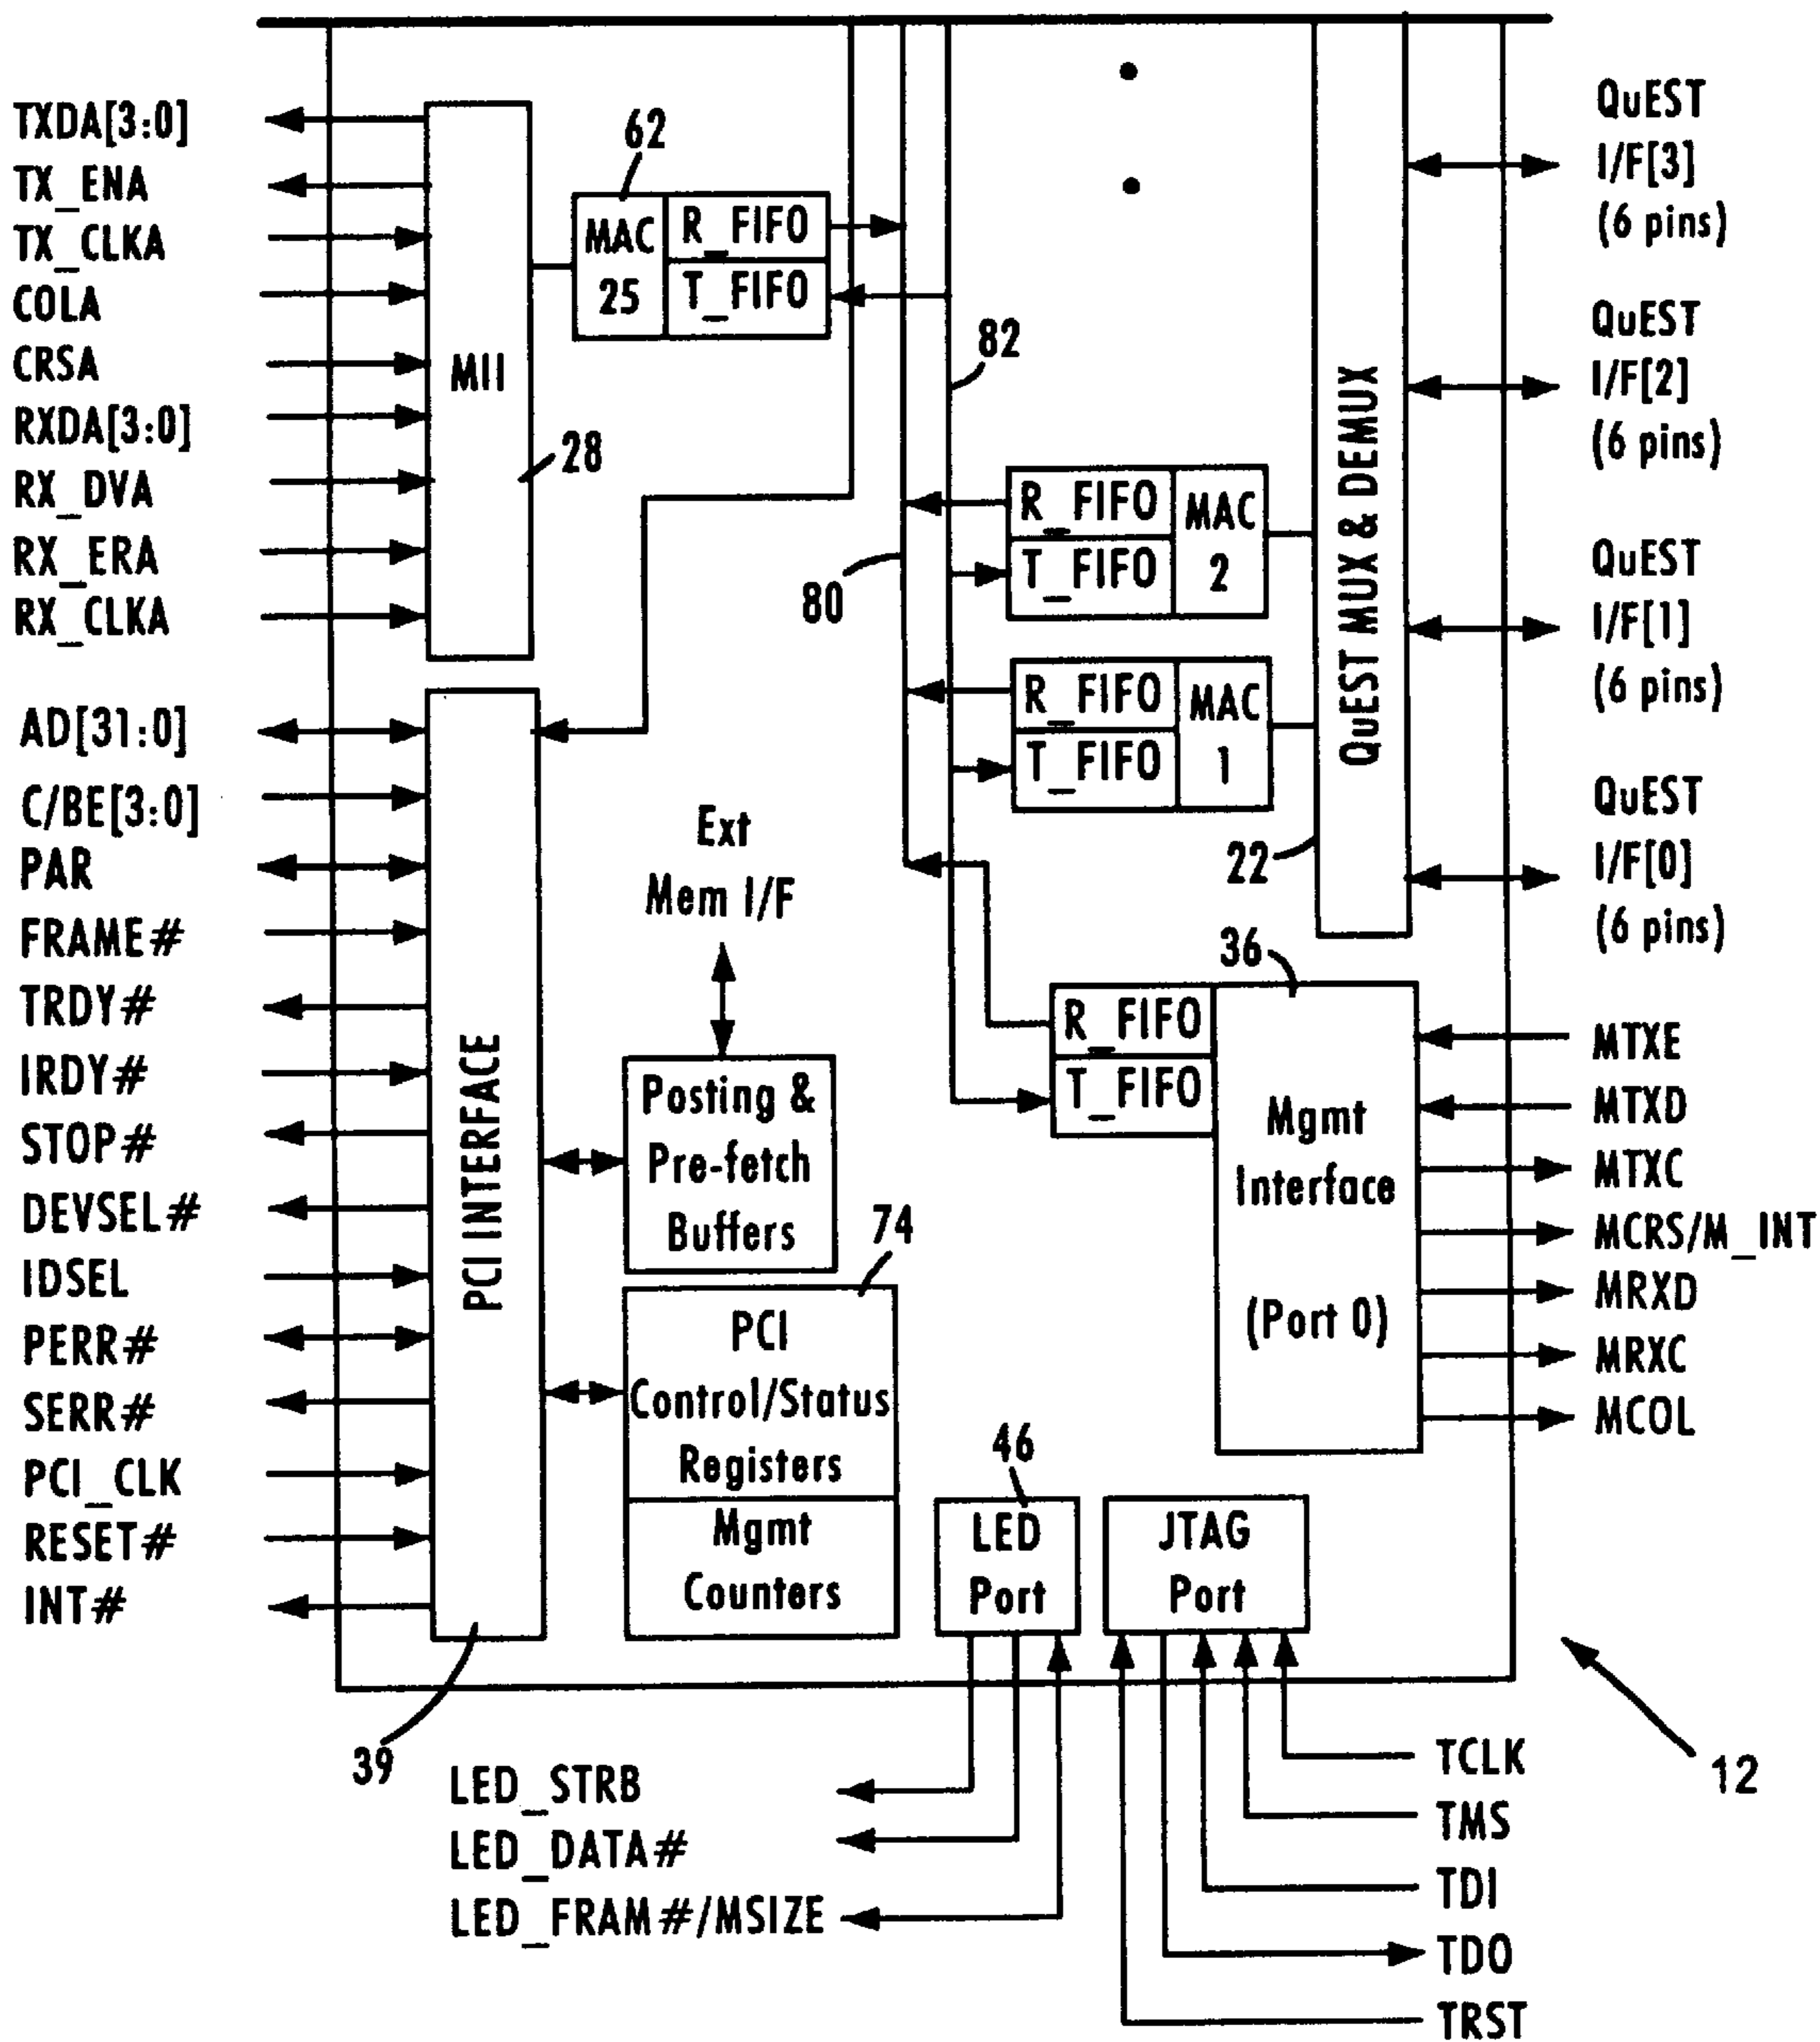 TXDA[3:0]
TX_ENA
TX_CLKA
COLA
CRSA
RXDA[3:0]
RX_DVA
RX_ERA
RX_CLKA
MII
28
62
MAC
25
R_FIFO
T_FIFO
82
80
R_FIFO
T_FIFO
MAC
2
R_FIFO
T_FIFO
MAC
1
QuEST MUX & DEMUX
22
QuEST
I/F[3]
(6 pins)
QuEST
I/F[2]
(6 pins)
QuEST
I/F[1]
(6 pins)
QuEST
I/F[0]
(6 pins)
AD[31:0]
C/BE[3:0]
PAR
FRAME#
TRDY#
IRDY#
STOP#
DEVSEL#
IDSEL
PERR#
SERR#
PCI_CLK
RESET#
INT#
PCI INTERFACE
39
Ext
Mem I/F
Posting &
Pre-fetch
Buffers
74
PCI
Control/Status
Registers
Mgmt
Counters
36
R_FIFO
T_FIFO
Mgmt
Interface
(Port 0)
MTXE
MTXD
MTXC
MCRS/M_INT
MRXD
MRXC
MCOL
46
LED
Port
JTAG
Port
LED_STRB
LED_DATA#
LED_FRAM#/MSIZE
TCLK
TMS
TDI
TDO
TRST
12